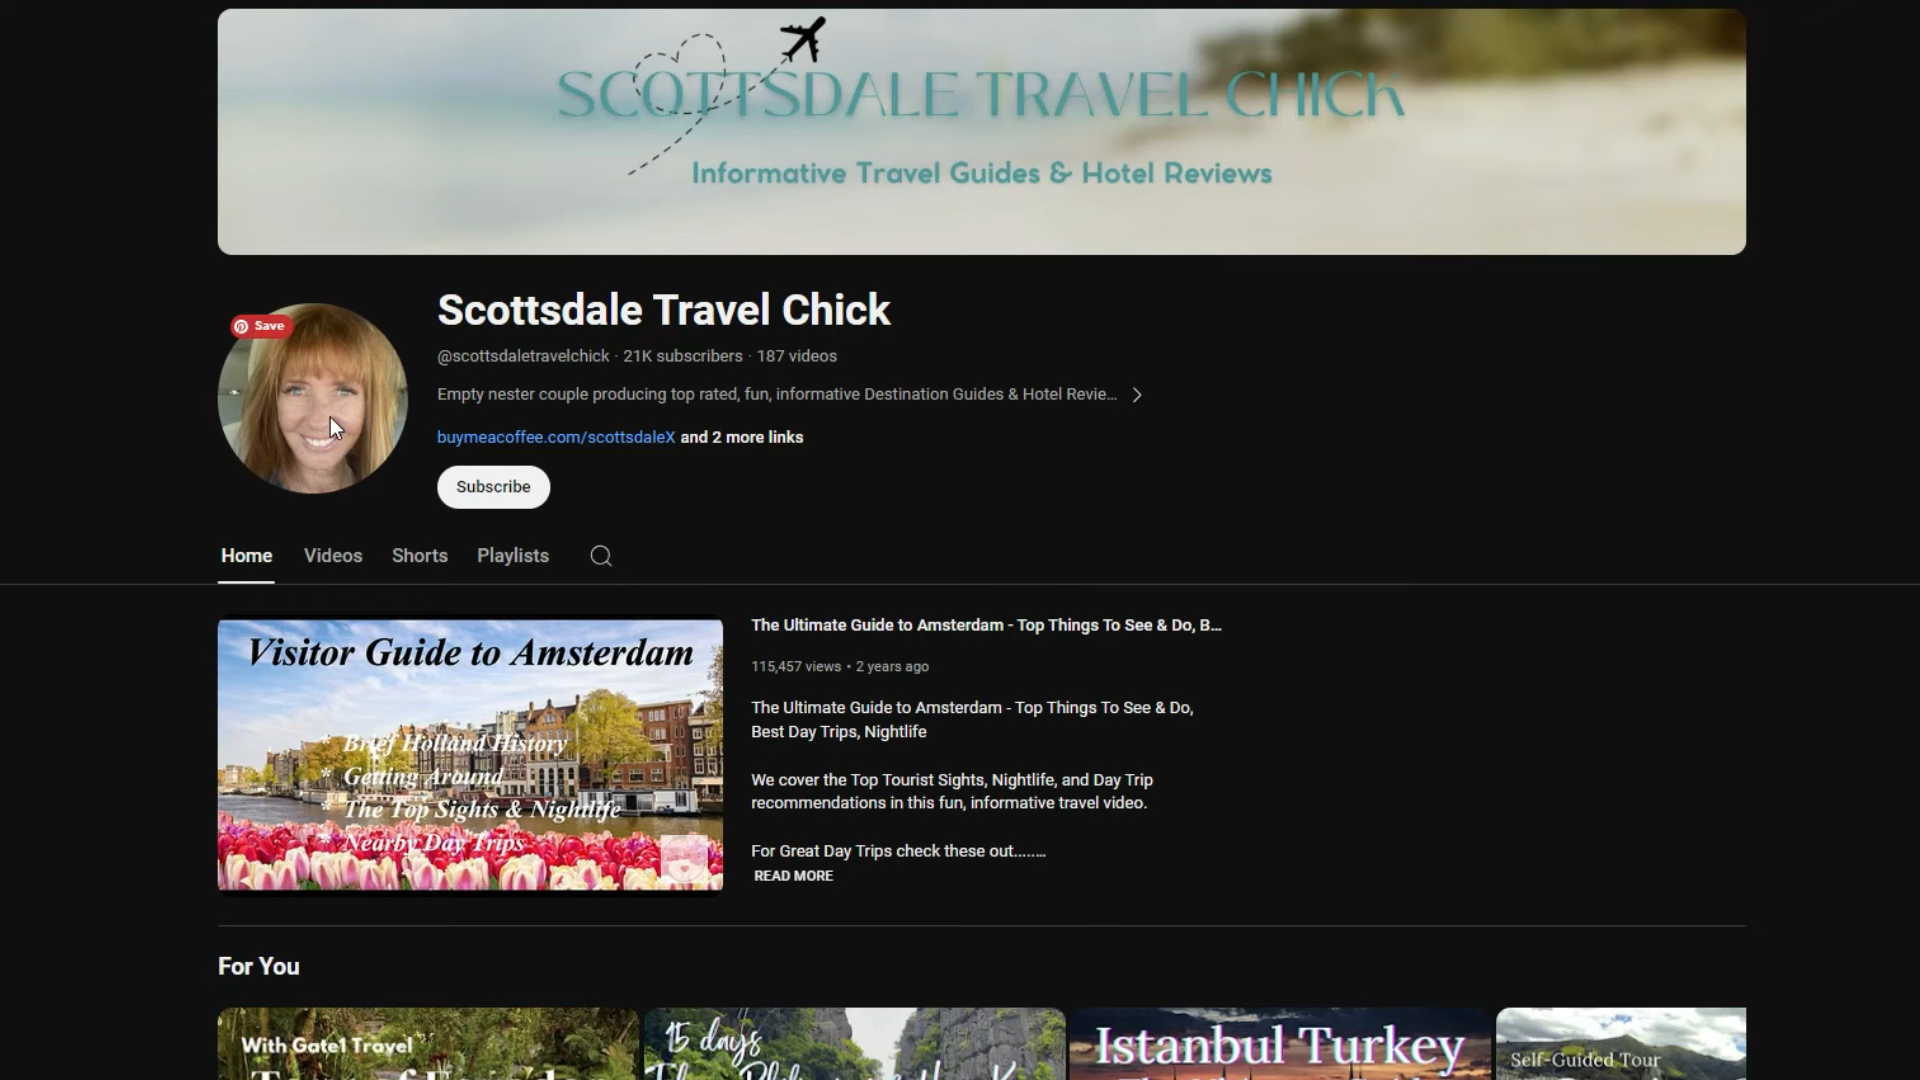 SCOTTSDALE TRAVEL CHICK
Informative Travel Guides & Hotel Reviews
Save
Scottsdale Travel Chick
@scottsdaletravelchick · 21K subscribers · 187 videos
Empty nester couple producing top rated, fun, informative Destination Guides & Hotel Revie...
buymeacoffee.com/scottsdaleX and 2 more links
Subscribe
Home Videos Shorts Playlists
Visitor Guide to Amsterdam
* Brief Holland History
* Getting Around
* The Top Sights & Nightlife
* Nearby Day Trips
The Ultimate Guide to Amsterdam - Top Things To See & Do, B...
115,457 views • 2 years ago
The Ultimate Guide to Amsterdam - Top Things To See & Do,
Best Day Trips, Nightlife
We cover the Top Tourist Sights, Nightlife, and Day Trip
recommendations in this fun, informative travel video.
For Great Day Trips check these out........
READ MORE
For You
With Gate1 Travel
15 days
Istanbul Turkey
Self-Guided Tour